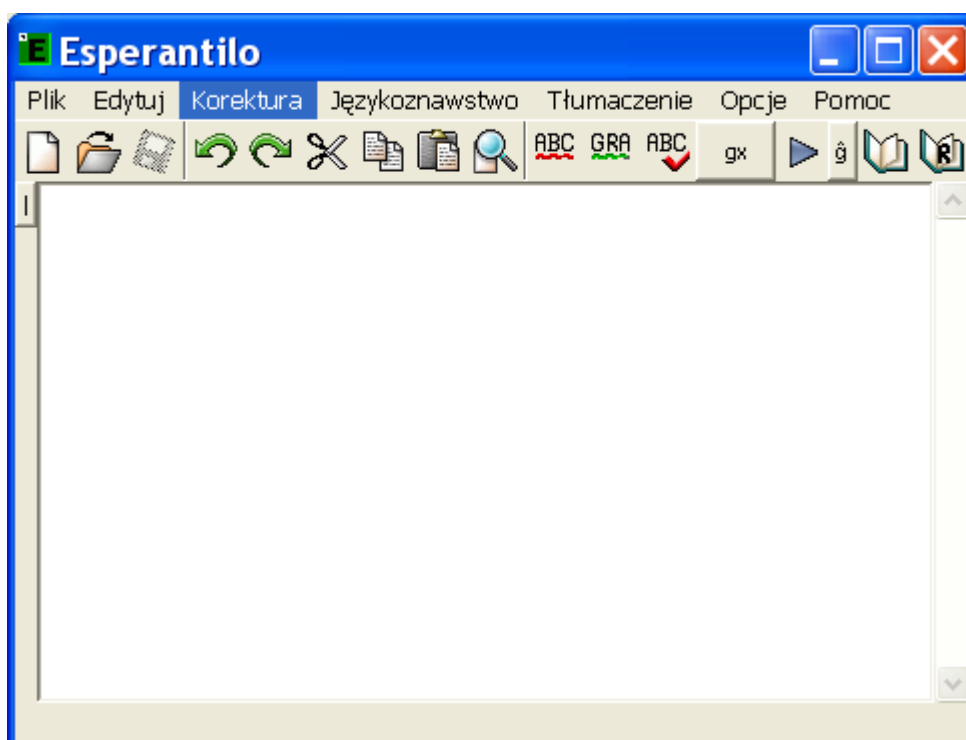 Esperantilo
Plik Edytuj Korektura Językoznawstwo Tłumaczenie Opcje Pomoc
ABC GRA ABC gx ĝ R